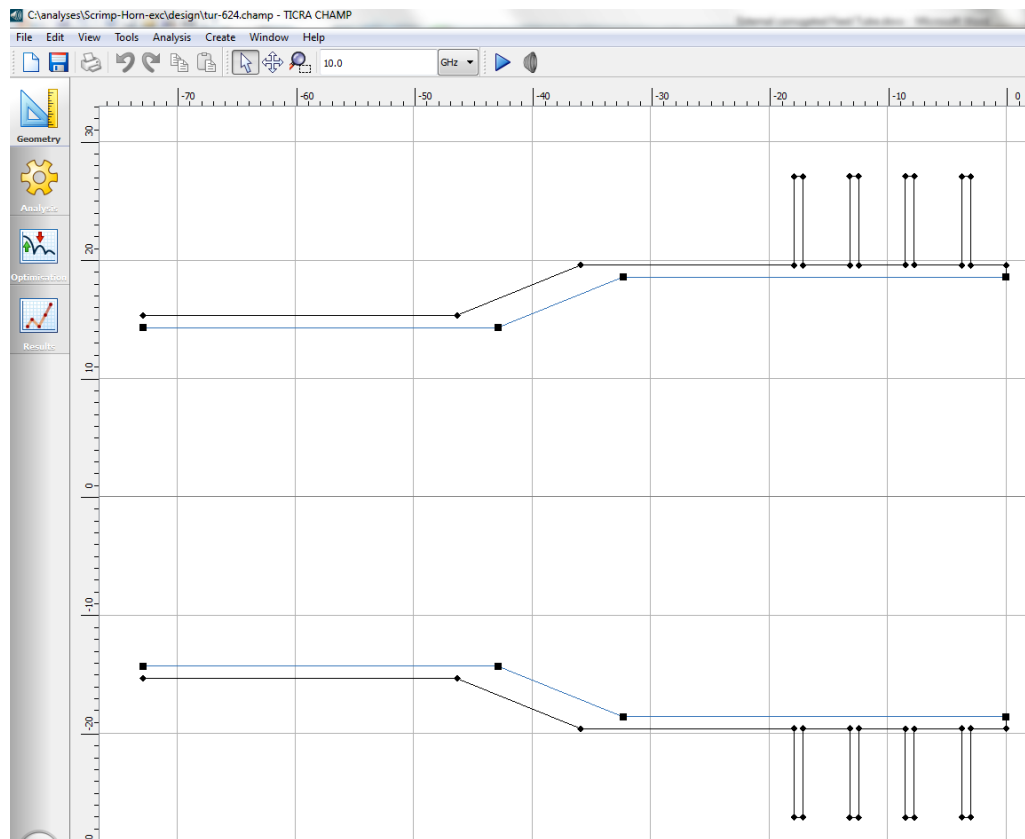 C:\analyses\Scrimp-Horn-exc\design\tur-624.champ - TICRA CHAMP
File Edit View Tools Analysis Create Window Help
10.0 GHz
-70 -60 -50 -40 -30 -20 -10 0
Geometry
Analysis
Optimisation
Results
30
20
10
0
-10
-20